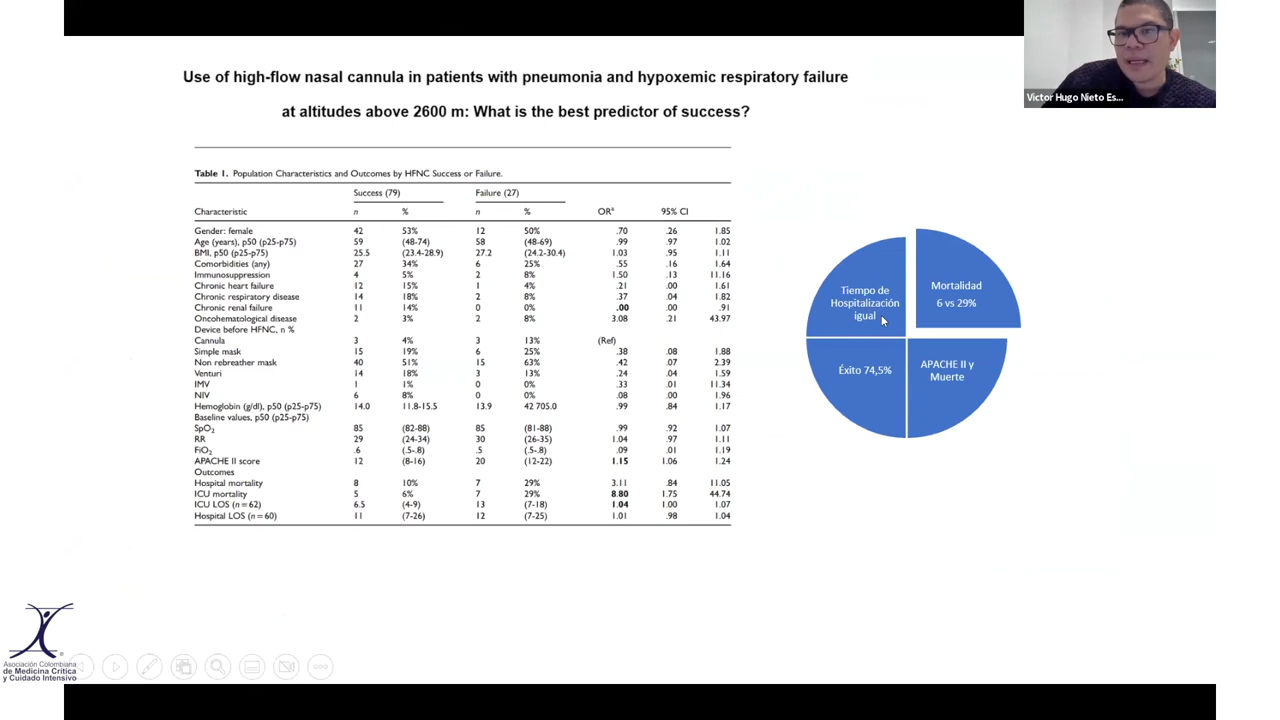 Use of high-flow nasal cannula in patients with pneumonia and hypoxemic respiratory failure
at altitudes above 2600 m: What is the best predictor of success?
Victor Hugo Nieto Es...
Table 1. Population Characteristics and Outcomes by HFNC Success or Failure.
Success (79) Failure (27)
Characteristic n % n % ORª 95% CI
Gender: female 42 53% 12 50% .70 .26 1.85
Age (years), p50 (p25-p75) 59 (48-74) 58 (48-69) .99 .97 1.02
BMI, p50 (p25-p75) 25.5 (23.4-28.9) 27.2 (24.2-30.4) 1.03 .95 1.11
Comorbidities (any) 27 34% 6 25% .55 .16 1.64
Immunosuppression 4 5% 2 8% 1.50 .13 11.16
Chronic heart failure 12 15% 1 4% .21 .00 1.61
Chronic respiratory disease 14 18% 2 8% .37 .04 1.82
Chronic renal failure 11 14% 0 0% .00 .00 .91
Oncohematological disease 2 3% 2 8% 3.08 .21 43.97
Device before HFNC, n %
Cannula 3 4% 3 13% (Ref)
Simple mask 15 19% 6 25% .38 .08 1.88
Non rebreather mask 40 51% 15 63% .42 .07 2.39
Venturi 14 18% 3 13% .24 .04 1.59
IMV 1 1% 0 0% .33 .01 11.34
NIV 6 8% 0 0% .08 .00 1.96
Hemoglobin (g/dl), p50 (p25-p75) 14.0 11.8-15.5 13.9 42 705.0 .99 .84 1.17
Baseline values, p50 (p25-p75)
SpO₂ 85 (82-88) 85 (81-88) .99 .92 1.07
RR 29 (24-34) 30 (26-35) 1.04 .97 1.11
FiO₂ .6 (.5-.8) .5 (.5-.8) .09 .01 1.19
APACHE II score 12 (8-16) 20 (12-22) 1.15 1.06 1.24
Outcomes
Hospital mortality 8 10% 7 29% 3.11 .84 11.05
ICU mortality 5 6% 7 29% 8.80 1.75 44.74
ICU LOS (n=62) 6.5 (4-9) 13 (7-18) 1.04 1.00 1.07
Hospital LOS (n=60) 11 (7-26) 12 (7-25) 1.01 .98 1.04
Tiempo de
Hospitalización
igual
Mortalidad
6 vs 29%
Éxito 74,5%
APACHE II y
Muerte
Asociación Colombiana
de Medicina Crítica
y Cuidado Intensivo